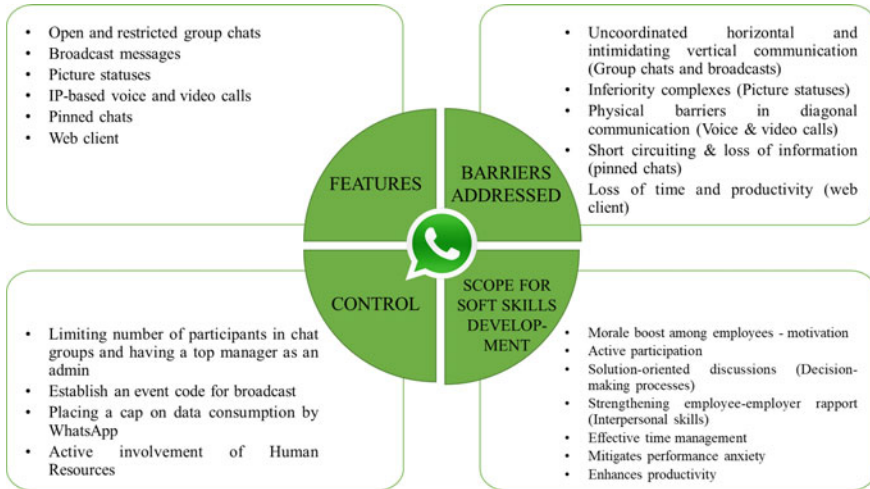 • Open and restricted group chats
• Broadcast messages
• Picture statuses
• IP-based voice and video calls
• Pinned chats
• Web client
• Uncoordinated horizontal and
intimidating vertical communication
(Group chats and broadcasts)
• Inferiority complexes (Picture statuses)
• Physical barriers in diagonal
communication (Voice & video calls)
• Short circuiting & loss of information
(pinned chats)
Loss of time and productivity (web
client)
FEATURES
BARRIERS
ADDRESSED
CONTROL
SCOPE FOR
SOFT SKILLS
DEVELOP-
MENT
• Limiting number of participants in chat
groups and having a top manager as an
admin
• Establish an event code for broadcast
• Placing a cap on data consumption by
WhatsApp
• Active involvement of Human
Resources
• Morale boost among employees - motivation
• Active participation
• Solution-oriented discussions (Decision-
making processes)
• Strengthening employee-employer rapport
(Interpersonal skills)
• Effective time management
• Mitigates performance anxiety
• Enhances productivity